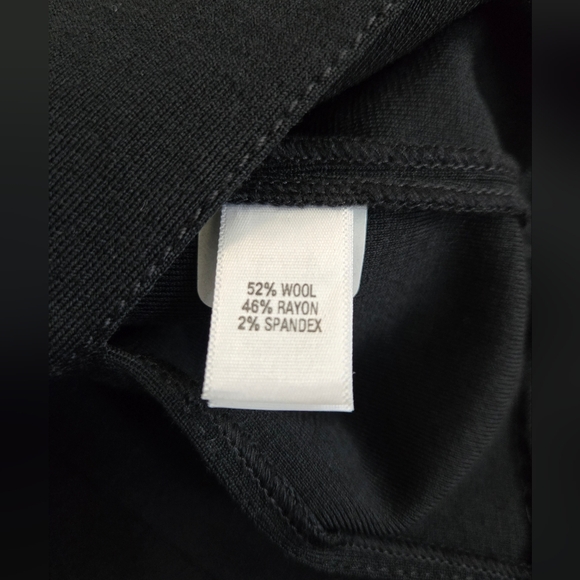 52% WOOL
46% RAYON
2% SPANDEX